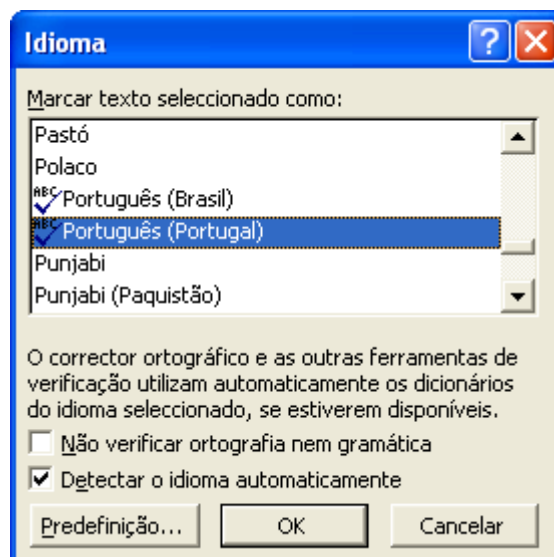 Idioma
Marcar texto seleccionado como:
Pastó
Polaco
ABC Português (Brasil)
ABC Português (Portugal)
Punjabi
Punjabi (Paquistão)
O corrector ortográfico e as outras ferramentas de
verificação utilizam automaticamente os dicionários
do idioma seleccionado, se estiverem disponíveis.
Não verificar ortografia nem gramática
Detectar o idioma automaticamente
Predefinição... OK Cancelar